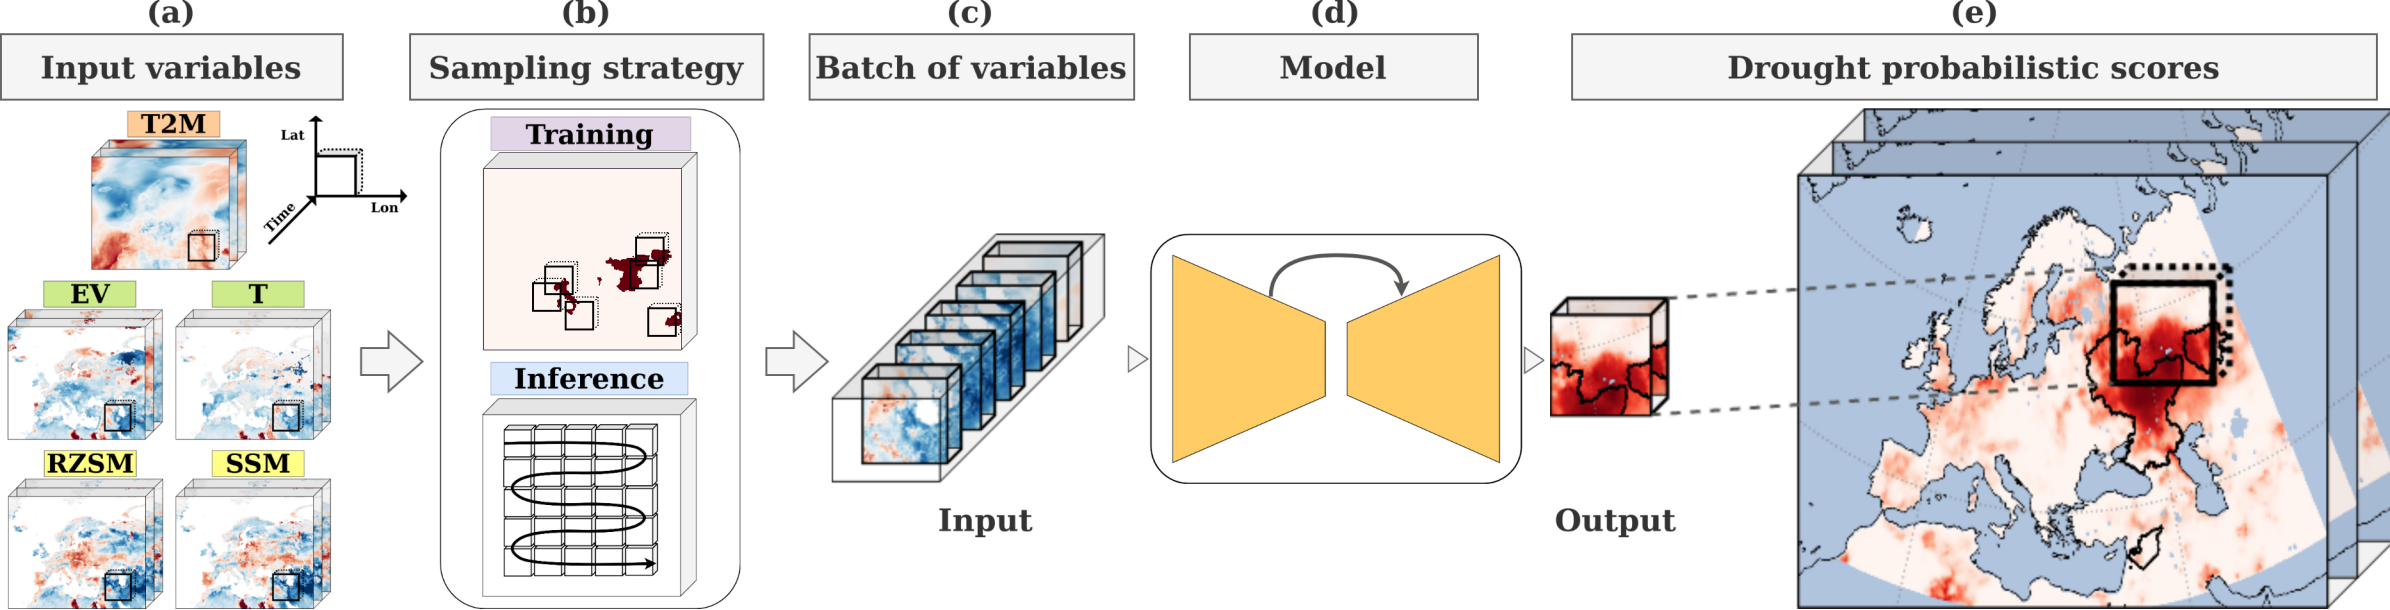 (a)
(b)
(c)
(d)
(e)
Input variables
Sampling strategy
Batch of variables
Model
Drought probabilistic scores
T2M
Lat
Time
Lon
EV
T
RZSM
SSM
Training
Inference
Input
Output